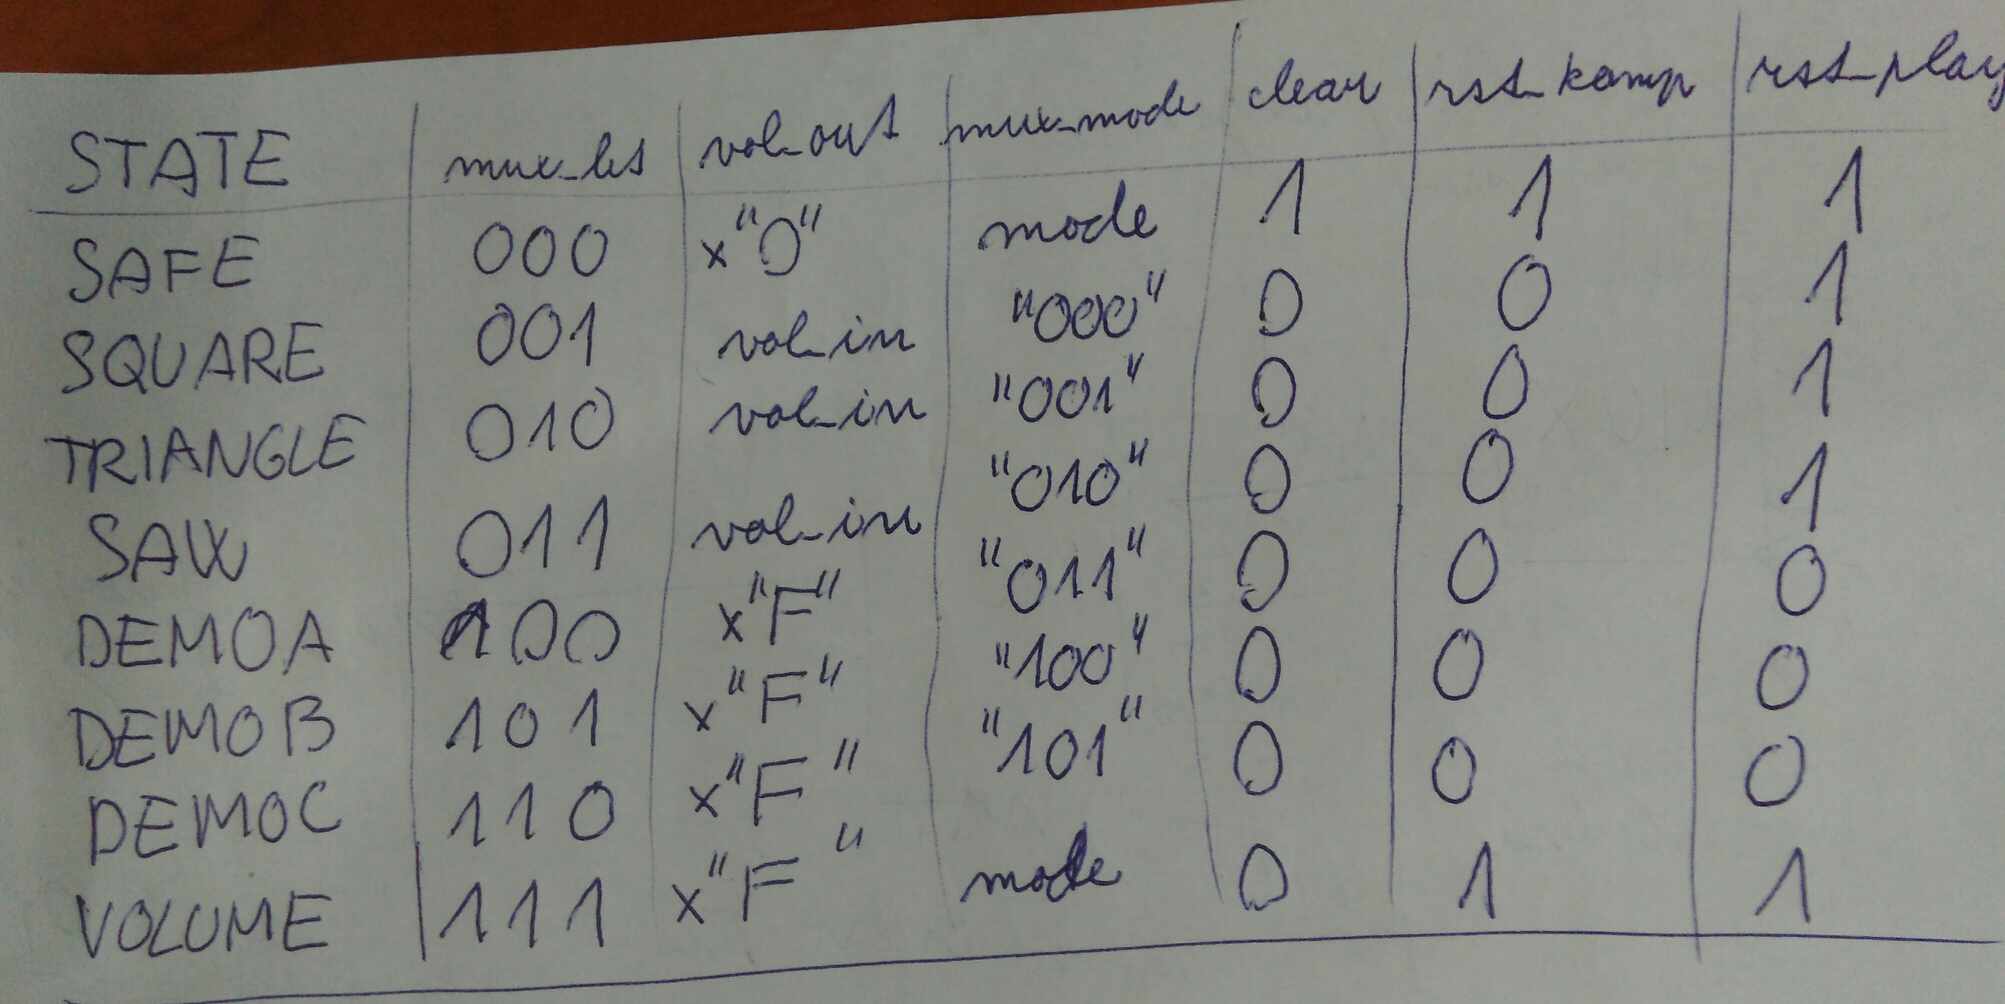 STATE mux_ls vol_out mux_mode clear rst_komp rst_play
SAFE 000 x"0" mode 1 1 1
SQUARE 001 vol_in "000" 0 0 1
TRIANGLE 010 vol_in "001" 0 0 1
SAW 011 vol_in "010" 0 0 1
DEMOA 100 x"F" "011" 0 0 0
DEMOB 101 x"F" "100" 0 0 0
DEMOC 110 x"F" "101" 0 0 0
VOLUME 111 x"F" mode 0 1 1